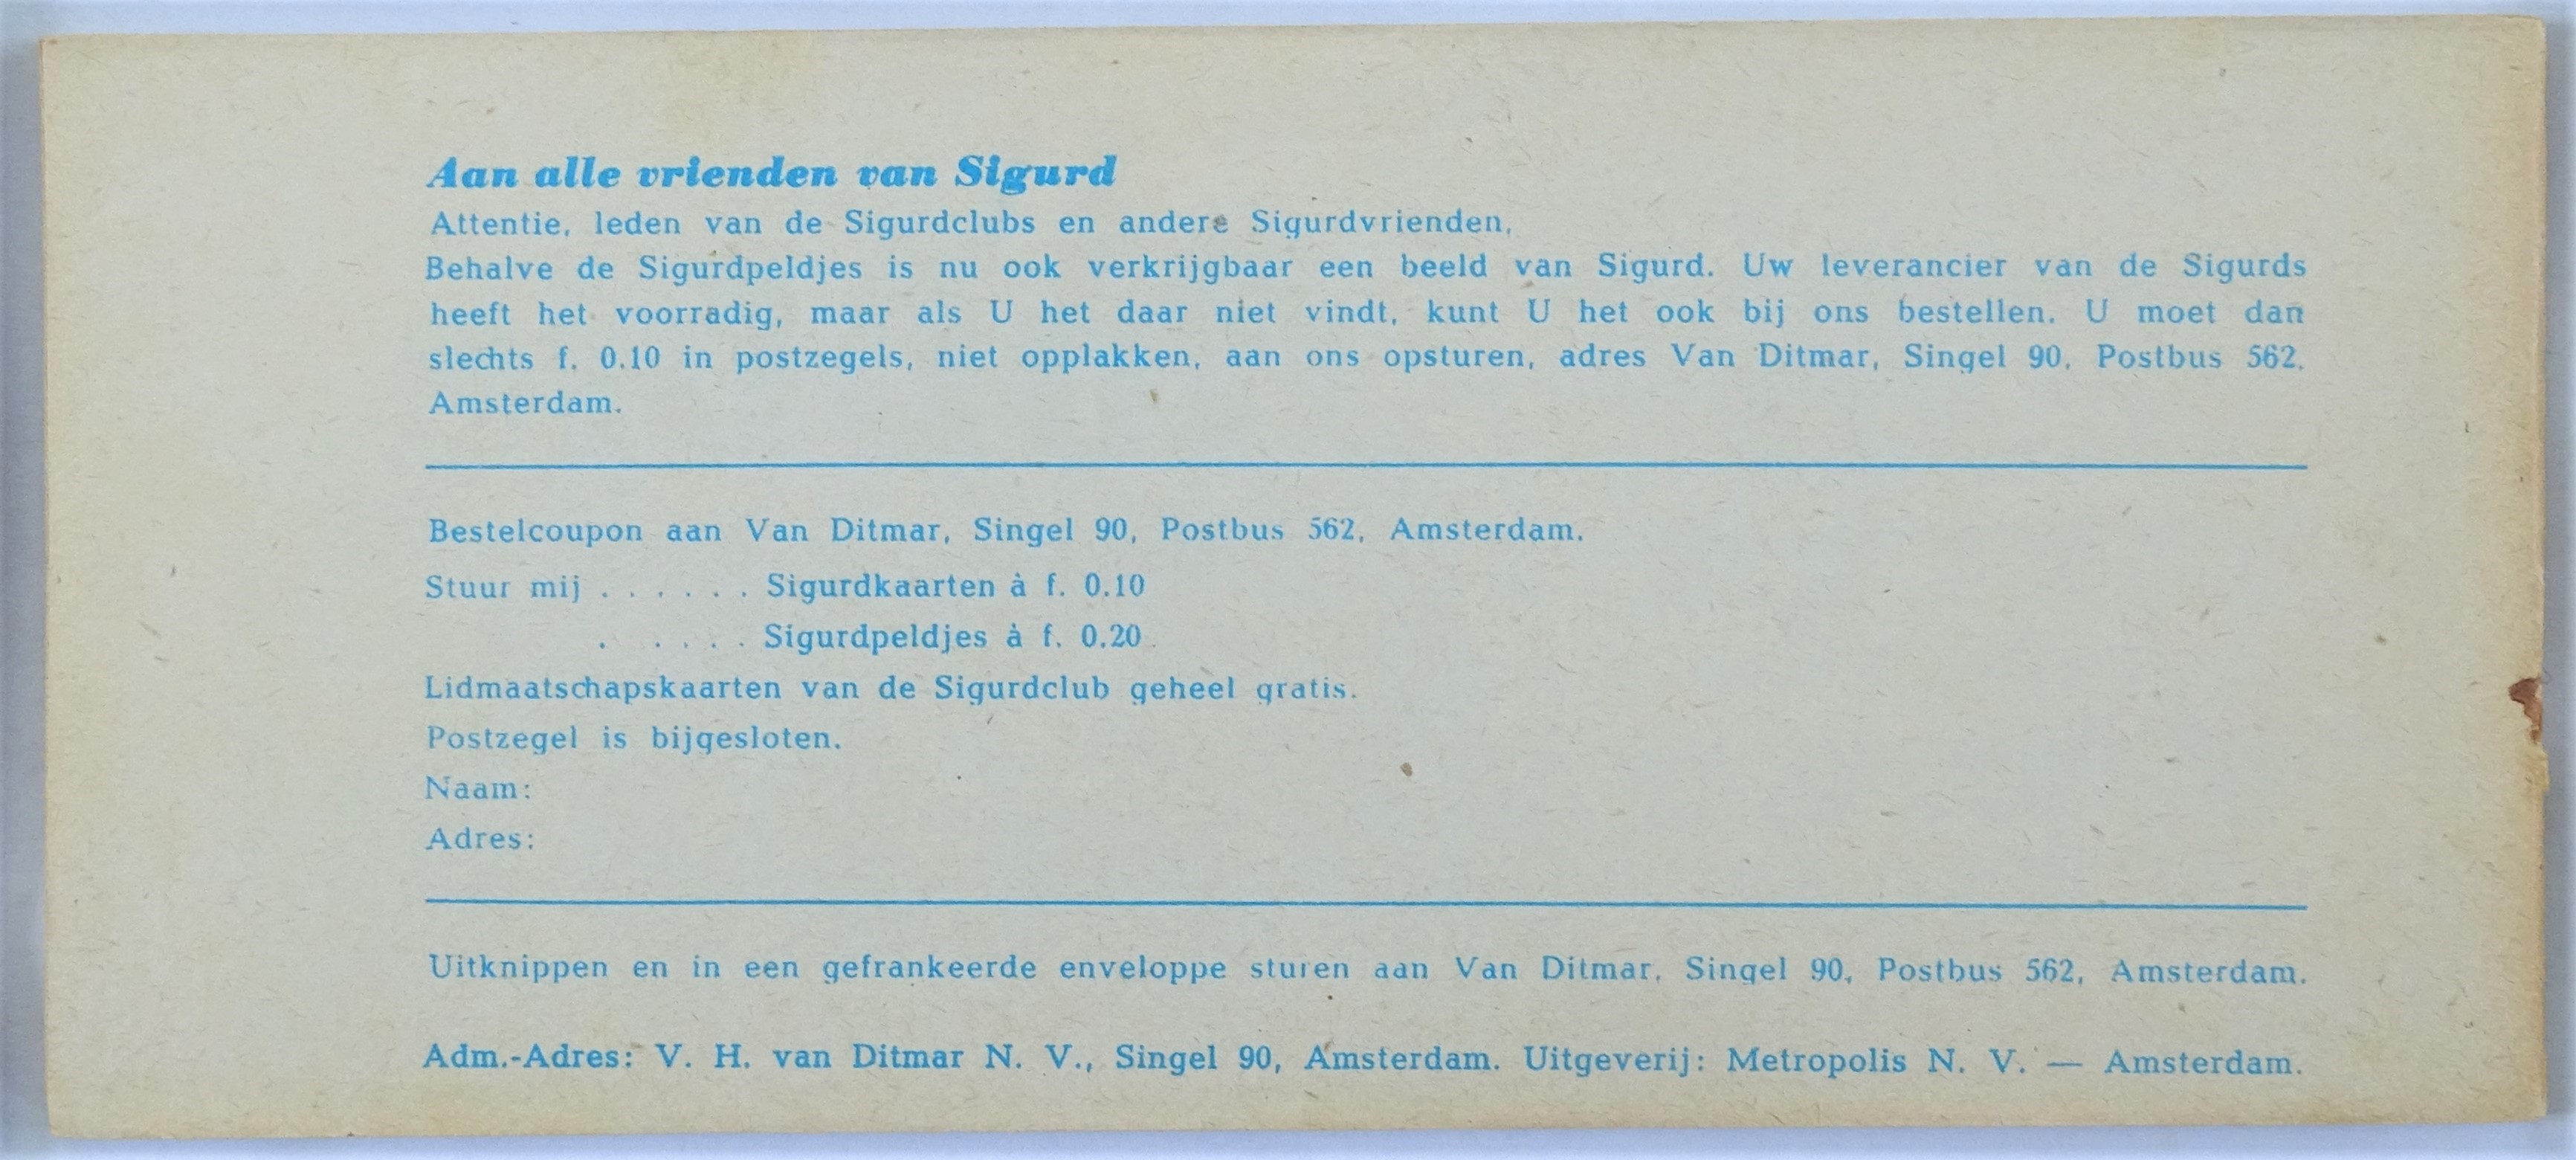 Aan alle vrienden van Sigurd
Attentie, leden van de Sigurdclubs en andere Sigurdvrienden,
Behalve de Sigurdpeldjes is nu ook verkrijgbaar een beeld van Sigurd. Uw leverancier van de Sigurds
heeft het voorradig, maar als U het daar niet vindt, kunt U het ook bij ons bestellen. U moet dan
slechts f. 0.10 in postzegels, niet opplakken, aan ons opsturen, adres Van Ditmar, Singel 90, Postbus 562,
Amsterdam.
Bestelcoupon aan Van Ditmar, Singel 90, Postbus 562, Amsterdam.
Stuur mij . . . . . . Sigurdkaarten à f. 0.10
. . . . . Sigurdpeldjes à f. 0.20
Lidmaatschapskaarten van de Sigurdclub geheel gratis.
Postzegel is bijgesloten.
Naam:
Adres:
Uitknippen en in een gefrankeerde enveloppe sturen aan Van Ditmar, Singel 90, Postbus 562, Amsterdam.
Adm.-Adres: V. H. van Ditmar N. V., Singel 90, Amsterdam. Uitgeverij: Metropolis N. V. — Amsterdam.